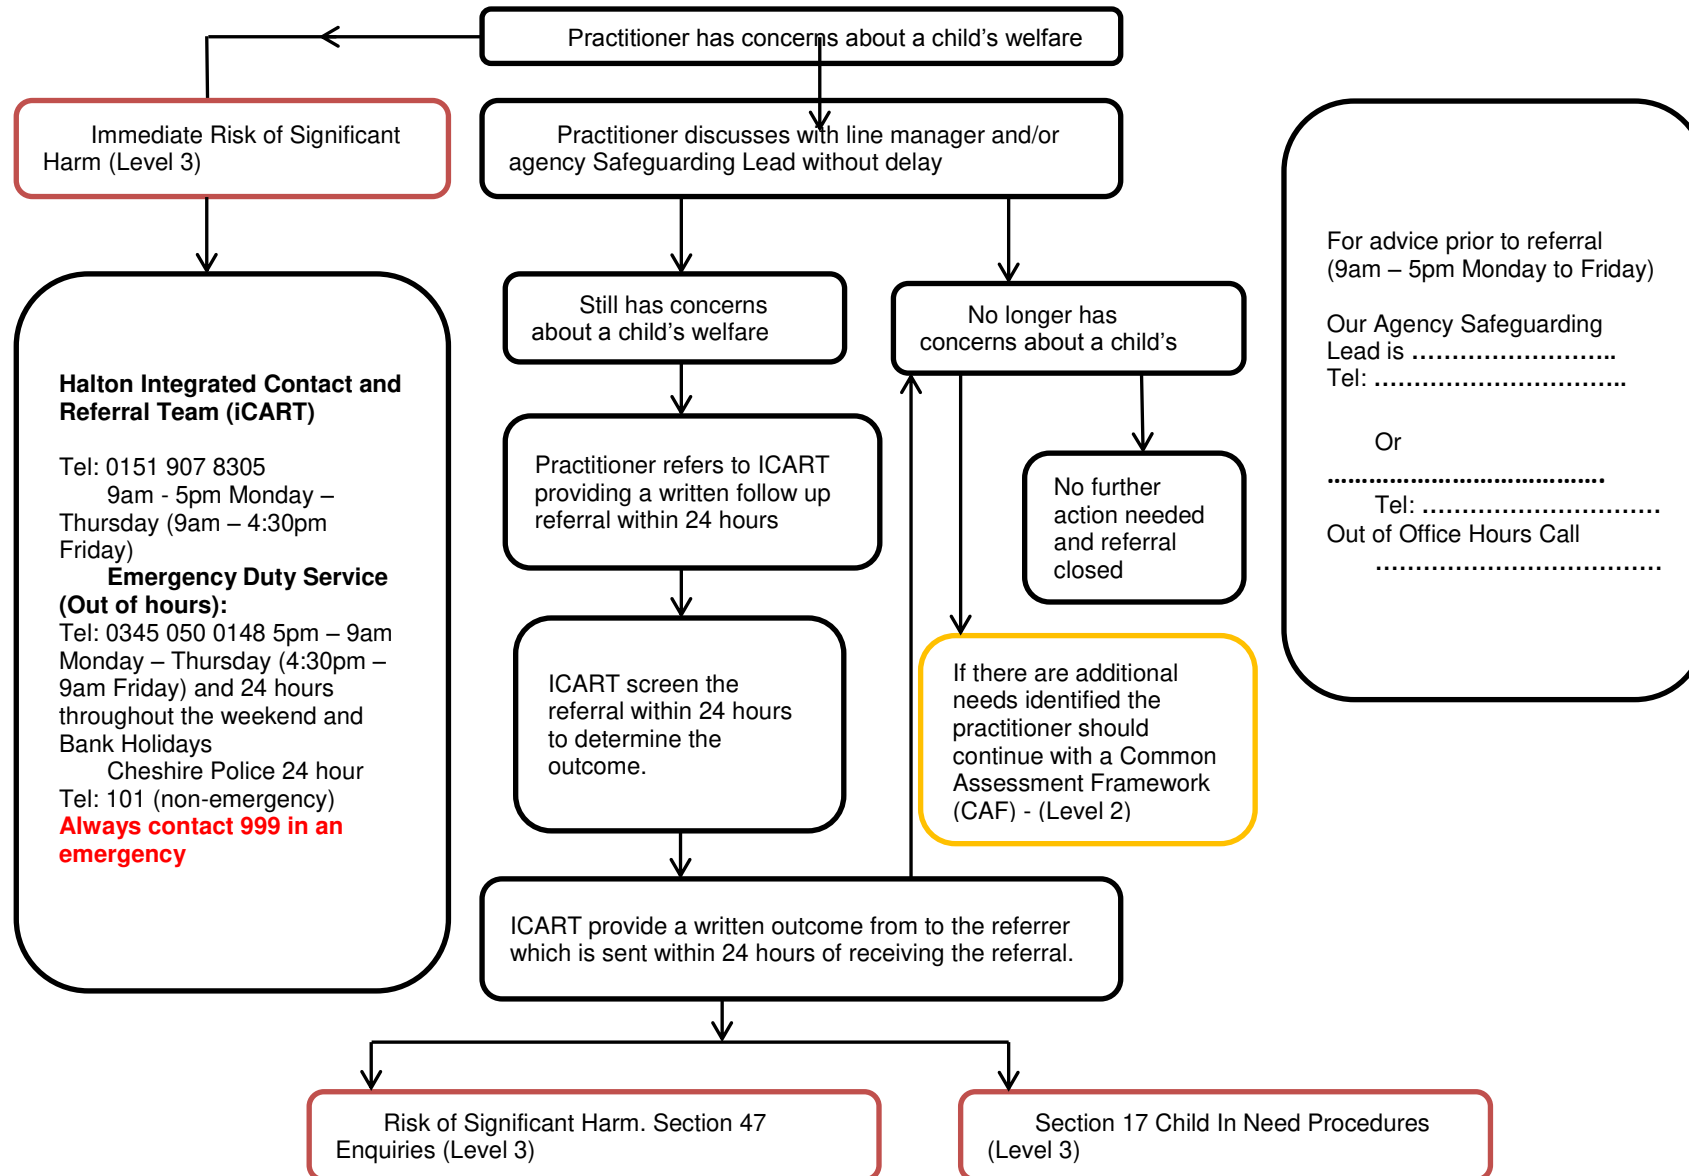 Practitioner has concerns about a child's welfare
Immediate Risk of Significant
Harm (Level 3)
Practitioner discusses with line manager and/or
agency Safeguarding Lead without delay
For advice prior to referral
(9am – 5pm Monday to Friday)
Our Agency Safeguarding
Lead is ……………………..
Tel: …………………………..
Or
………………………………….
Tel: …………………………
Out of Office Hours Call
………………………………
Still has concerns
about a child's welfare
No longer has
concerns about a child's
Halton Integrated Contact and
Referral Team (iCART)
Tel: 0151 907 8305
9am - 5pm Monday –
Thursday (9am – 4:30pm
Friday)
Emergency Duty Service
(Out of hours):
Tel: 0345 050 0148 5pm – 9am
Monday – Thursday (4:30pm –
9am Friday) and 24 hours
throughout the weekend and
Bank Holidays
Cheshire Police 24 hour
Tel: 101 (non-emergency)
Always contact 999 in an
emergency
Practitioner refers to ICART
providing a written follow up
referral within 24 hours
No further
action needed
and referral
closed
ICART screen the
referral within 24 hours
to determine the
outcome.
If there are additional
needs identified the
practitioner should
continue with a Common
Assessment Framework
(CAF) - (Level 2)
ICART provide a written outcome from to the referrer
which is sent within 24 hours of receiving the referral.
Risk of Significant Harm. Section 47
Enquiries (Level 3)
Section 17 Child In Need Procedures
(Level 3)